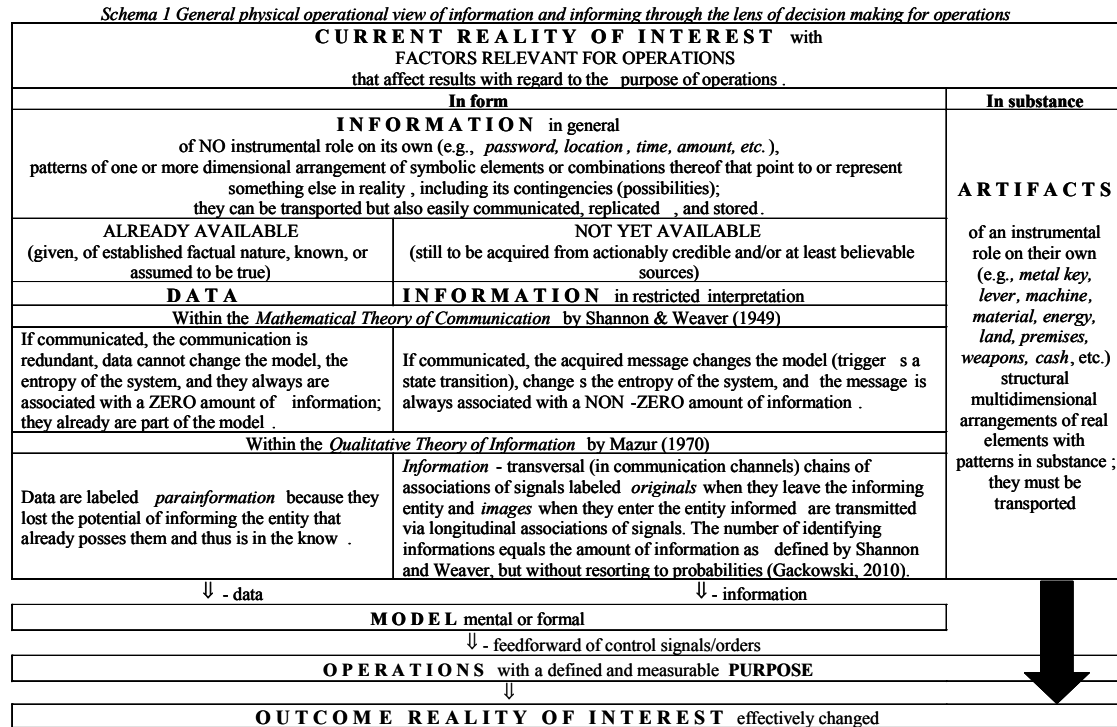 Schema 1 General physical operational view of information and informing through the lens of decision making for operations
CURRENT REALITY OF INTEREST with
FACTORS RELEVANT FOR OPERATIONS
that affect results with regard to the purpose of operations .
In form
INFORMATION in general
of NO instrumental role on its own (e.g., password, location , time, amount, etc.),
patterns of one or more dimensional arrangement of symbolic elements or combinations thereof that point to or represent
something else in reality , including its contingencies (possibilities);
they can be transported but also easily communicated, replicated , and stored .
ALREADY AVAILABLE
(given, of established factual nature, known, or
assumed to be true)
NOT YET AVAILABLE
(still to be acquired from actionably credible and/or at least believable
sources)
DATA
INFORMATION in restricted interpretation
Within the Mathematical Theory of Communication by Shannon & Weaver (1949)
If communicated, the communication is
redundant, data cannot change the model, the
entropy of the system, and they always are
associated with a ZERO amount of information;
they already are part of the model .
If communicated, the acquired message changes the model (trigger s a
state transition), change s the entropy of the system, and the message is
always associated with a NON -ZERO amount of information .
Within the Qualitative Theory of Information by Mazur (1970)
Data are labeled parainformation because they
lost the potential of informing the entity that
already posses them and thus is in the know .
Information - transversal (in communication channels) chains of
associations of signals labeled originals when they leave the informing
entity and images when they enter the entity informed are transmitted
via longitudinal associations of signals. The number of identifying
informations equals the amount of information as defined by Shannon
and Weaver, but without resorting to probabilities (Gackowski, 2010).
In substance
ARTIFACTS
of an instrumental
role on their own
(e.g., metal key,
lever, machine,
material, energy,
land, premises,
weapons, cash, etc.)
structural
multidimensional
arrangements of real
elements with
patterns in substance ;
they must be
transported
⇓ - data
⇓ - information
MODEL mental or formal
⇓ - feedforward of control signals/orders
OPERATIONS with a defined and measurable PURPOSE
⇓
OUTCOME REALITY OF INTEREST effectively changed